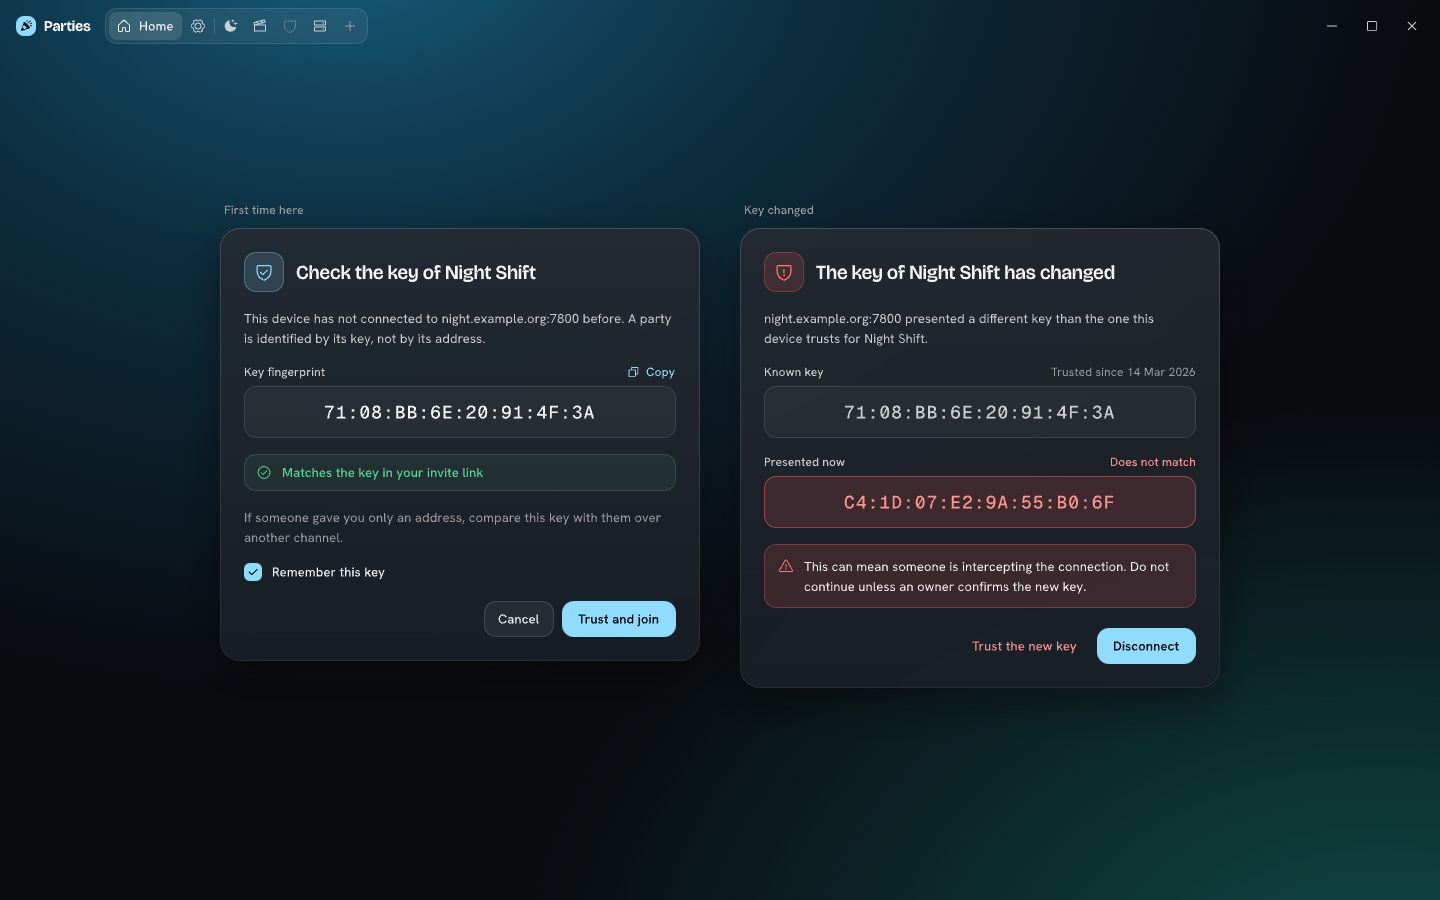 Parties
Home
First time here
Check the key of Night Shift
This device has not connected to night.example.org:7800 before. A party
is identified by its key, not by its address.
Key fingerprint
Copy
71:08:BB:6E:20:91:4F:3A
Matches the key in your invite link
If someone gave you only an address, compare this key with them over
another channel.
Remember this key
Cancel
Trust and join
Key changed
The key of Night Shift has changed
night.example.org:7800 presented a different key than the one this
device trusts for Night Shift.
Known key
Trusted since 14 Mar 2026
71:08:BB:6E:20:91:4F:3A
Presented now
Does not match
C4:1D:07:E2:9A:55:B0:6F
This can mean someone is intercepting the connection. Do not
continue unless an owner confirms the new key.
Trust the new key
Disconnect